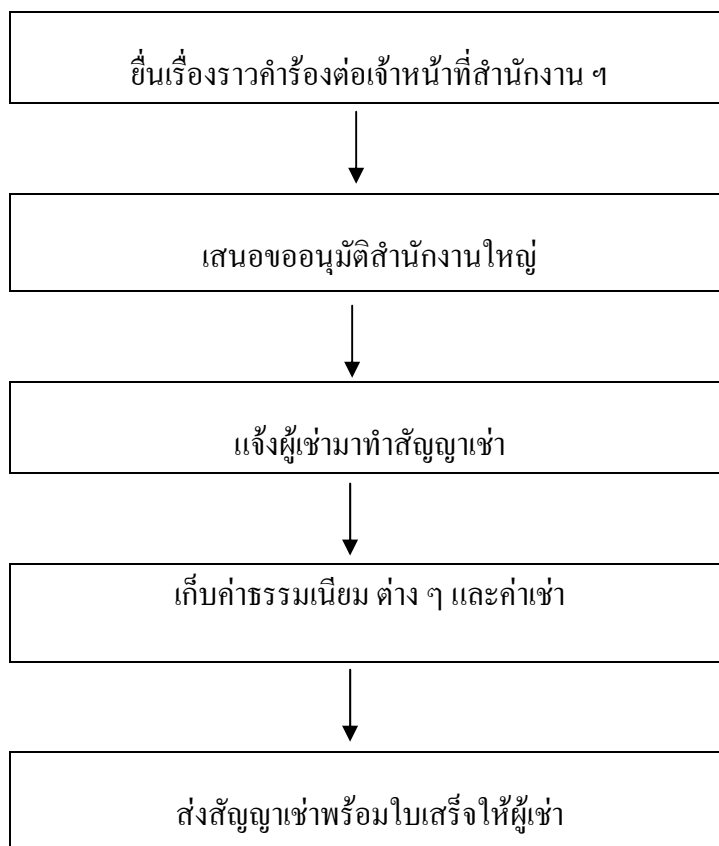 ยื่นเรื่องราวคำร้องต่อเจ้าหน้าที่สำนักงาน ฯ
เสนอขออนุมัติสำนักงานใหญ่
แจ้งผู้เช่ามาทำสัญญาเช่า
เก็บค่าธรรมเนียม ต่าง ๆ และค่าเช่า
ส่งสัญญาเช่าพร้อมใบเสร็จให้ผู้เช่า